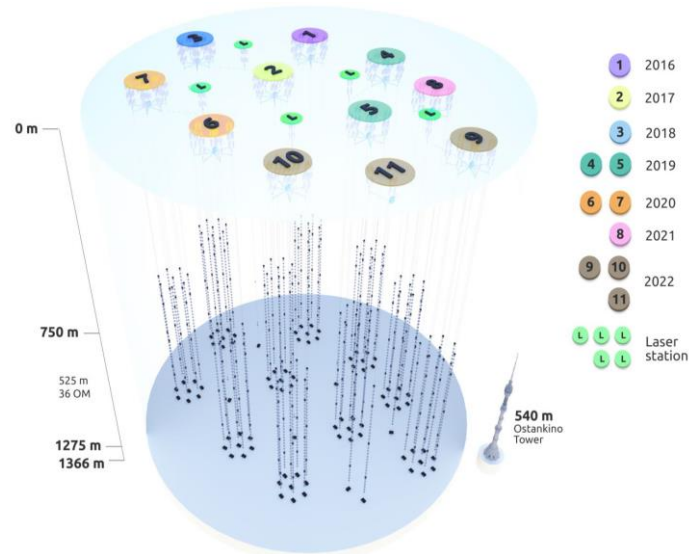 1
3
L
4
2
L
7
L
8
5
L
L
6
9
10
11
0 m
750 m
525 m
36 OM
1275 m
1366 m
540 m
Ostankino
Tower
1 2016
2 2017
3 2018
4 5 2019
6 7 2020
8 2021
9 10
2022
11
L L L
L L
Laser
station